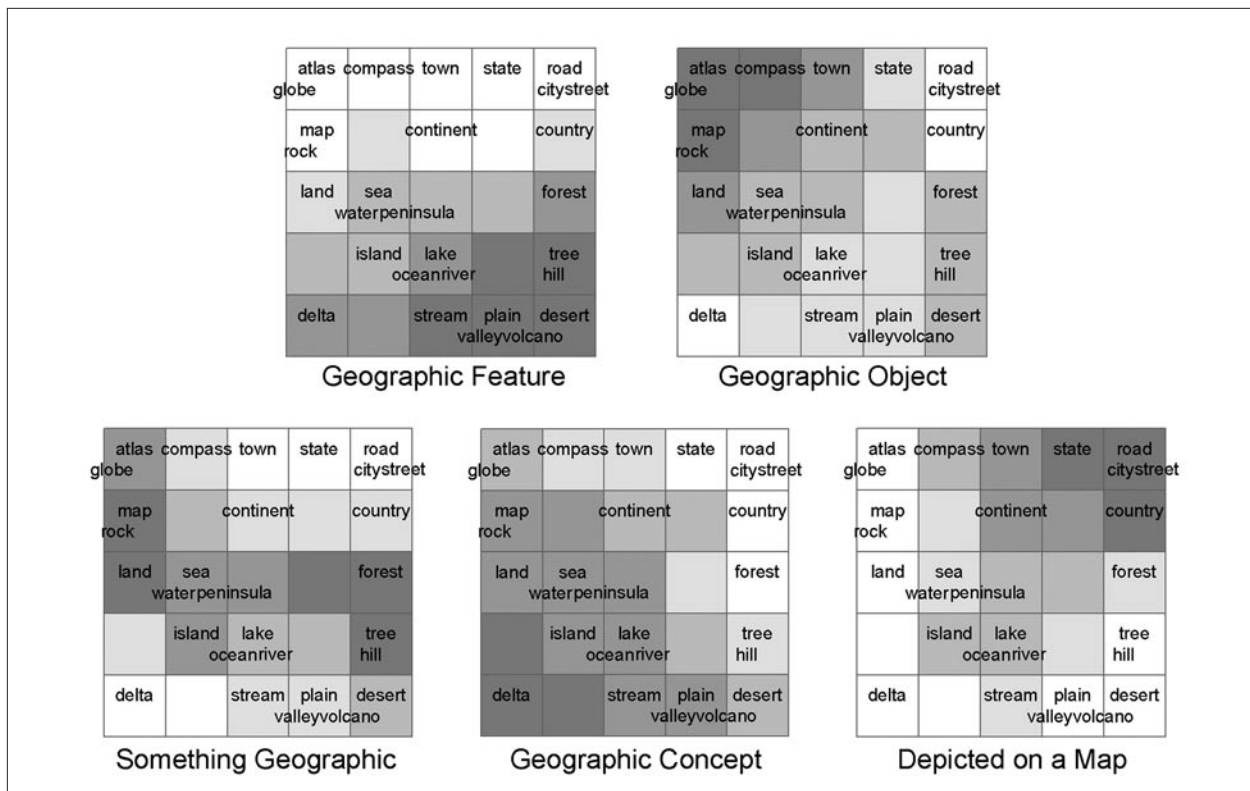 atlas compass town state road
globe citystreet
map continent country
rock
land sea forest
waterpeninsula
island lake tree
oceanriver hill
delta stream plain desert
valleyvolcano
Geographic Feature
atlas compass town state road
globe citystreet
map continent country
rock
land sea forest
waterpeninsula
island lake tree
oceanriver hill
delta stream plain desert
valleyvolcano
Geographic Object
atlas compass town state road
globe citystreet
map continent country
rock
land sea forest
waterpeninsula
island lake tree
oceanriver hill
delta stream plain desert
valleyvolcano
Something Geographic
atlas compass town state road
globe citystreet
map continent country
rock
land sea forest
waterpeninsula
island lake tree
oceanriver hill
delta stream plain desert
valleyvolcano
Geographic Concept
atlas compass town state road
globe citystreet
map continent country
rock
land sea forest
waterpeninsula
island lake tree
oceanriver hill
delta stream plain desert
valleyvolcano
Depicted on a Map